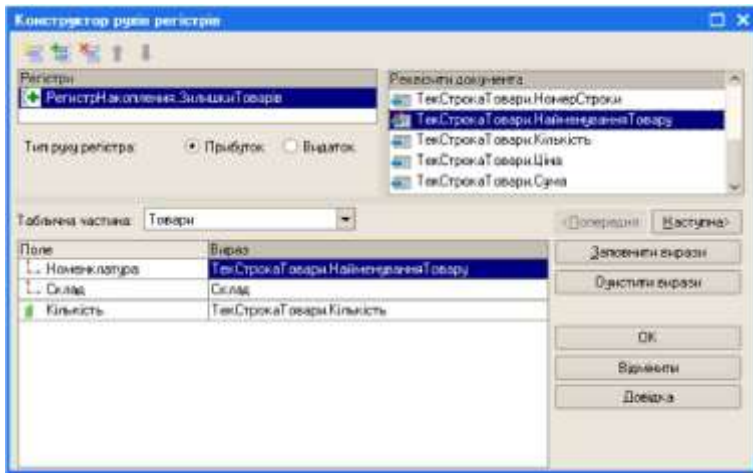 Конструктор рухів регістрів
Регістри
РегистрНакопления.ЗалишкиТоварів
Тип руху регістра:
Прибуток
Видаток
Реквізити документа
ТекСтрокаТовари.НомерСтроки
ТекСтрокаТовари.НайменуванняТовару
ТекСтрокаТовари.Кількість
ТекСтрокаТовари.Ціна
ТекСтрокаТовари.Сума
Таблична частина:
Товари
<Попередня
Наступна>
Поле
Вираз
Номенклатура
ТекСтрокаТовари.НайменуванняТовару
Склад
Склад
Кількість
ТекСтрокаТовари.Кількість
Заповнити вирази
Очистити вирази
OK
Відмінити
Довідка